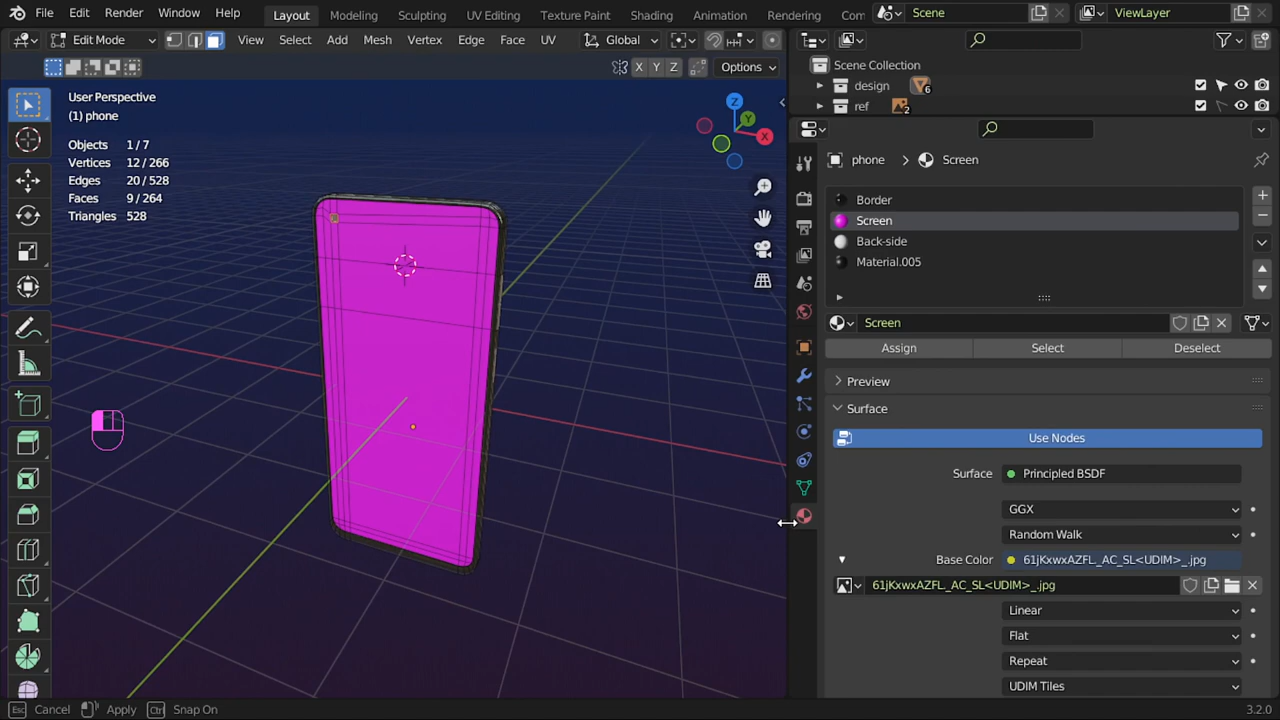 File Edit Render Window Help Layout Modeling Sculpting UV Editing Texture Paint Shading Animation Rendering Com Scene ViewLayer
Edit Mode View Select Add Mesh Vertex Edge Face UV Global
X Y Z Options
User Perspective
(1) phone
Objects 1/7
Vertices 12/266
Edges 20/528
Faces 9/264
Triangles 528
Z
Y
X
Scene Collection
design 6
ref 2
phone > Screen
Border
Screen
Back-side
Material.005
Screen
Assign Select Deselect
Preview
Surface
Use Nodes
Surface Principled BSDF
GGX
Random Walk
Base Color 61jKxwxAZFL_AC_SL<UDIM>_.jpg
61jKxwxAZFL_AC_SL<UDIM>_.jpg
Linear
Flat
Repeat
UDIM Tiles
Esc Cancel Apply Ctrl Snap On 3.2.0